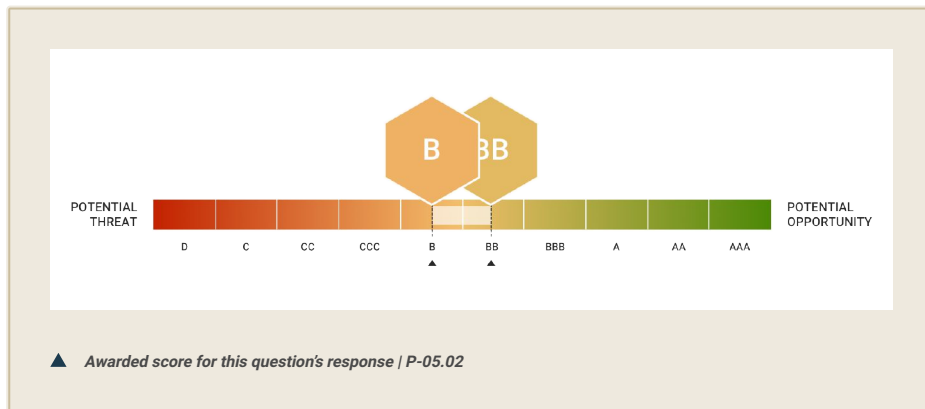 B
BB
POTENTIAL
THREAT
POTENTIAL
OPPORTUNITY
D C CC CCC B BB BBB A AA AAA
Awarded score for this question's response | P-05.02